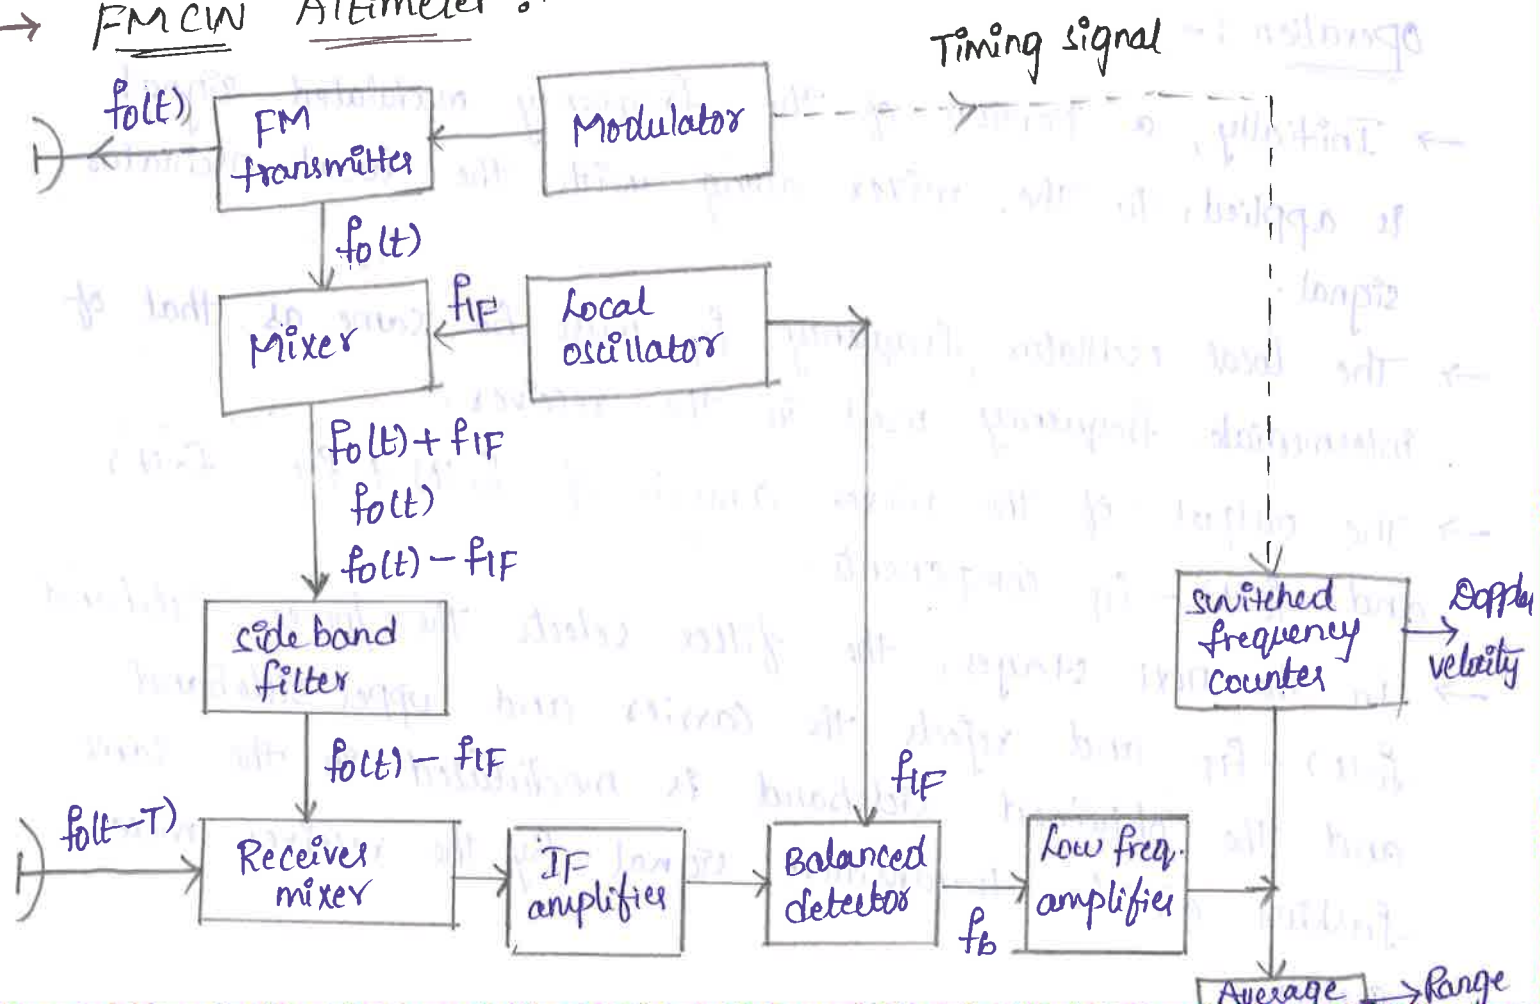 → FMCW Altimeter :
Timing signal
fo(t)
FM
transmitter
Modulator
fo(t)
Mixer
fIF
Local
oscillator
fo(t) + fIF
fo(t)
fo(t) - fIF
side band
filter
switched
frequency
counter
Doppler
velocity
fo(t) - fIF
fIF
fo(t-T)
Receiver
mixer
IF
amplifier
Balanced
detector
fb
Low freq.
amplifier
Average
Range